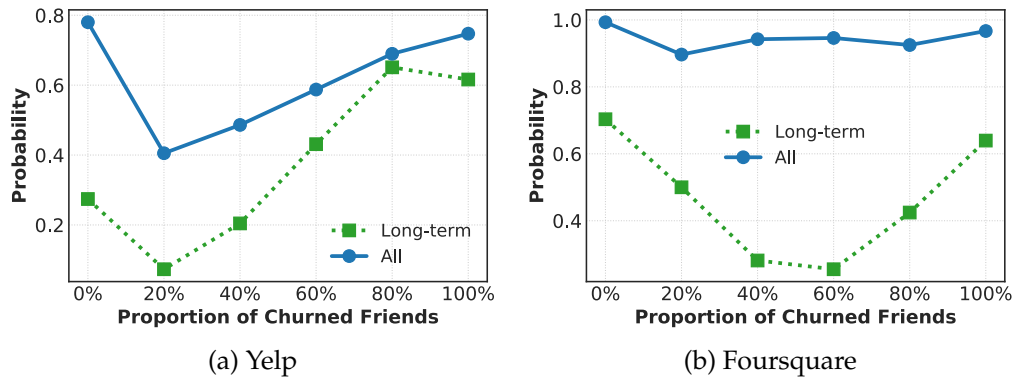 0.8
0.6
0.4
0.2
Probability
Long-term
All
0% 20% 40% 60% 80% 100%
Proportion of Churned Friends
(a) Yelp
1.0
0.8
0.6
0.4
Probability
Long-term
All
0% 20% 40% 60% 80% 100%
Proportion of Churned Friends
(b) Foursquare